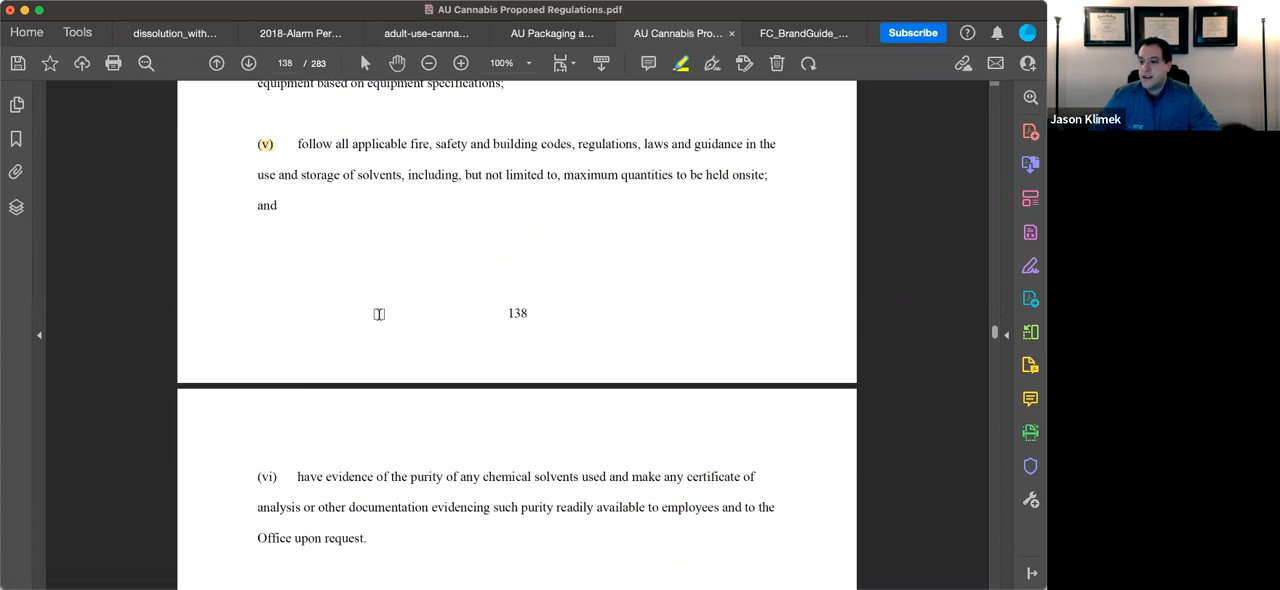 AU Cannabis Proposed Regulations.pdf
Home Tools dissolution_with... 2018-Alarm Per... adult-use-canna... AU Packaging a... AU Cannabis Pro... × FC_BrandGuide_... Subscribe
138 / 283 100%
equipment based on equipment specifications;
(v) follow all applicable fire, safety and building codes, regulations, laws and guidance in the
use and storage of solvents, including, but not limited to, maximum quantities to be held onsite;
and
138
(vi) have evidence of the purity of any chemical solvents used and make any certificate of
analysis or other documentation evidencing such purity readily available to employees and to the
Office upon request.
Jason Klimek